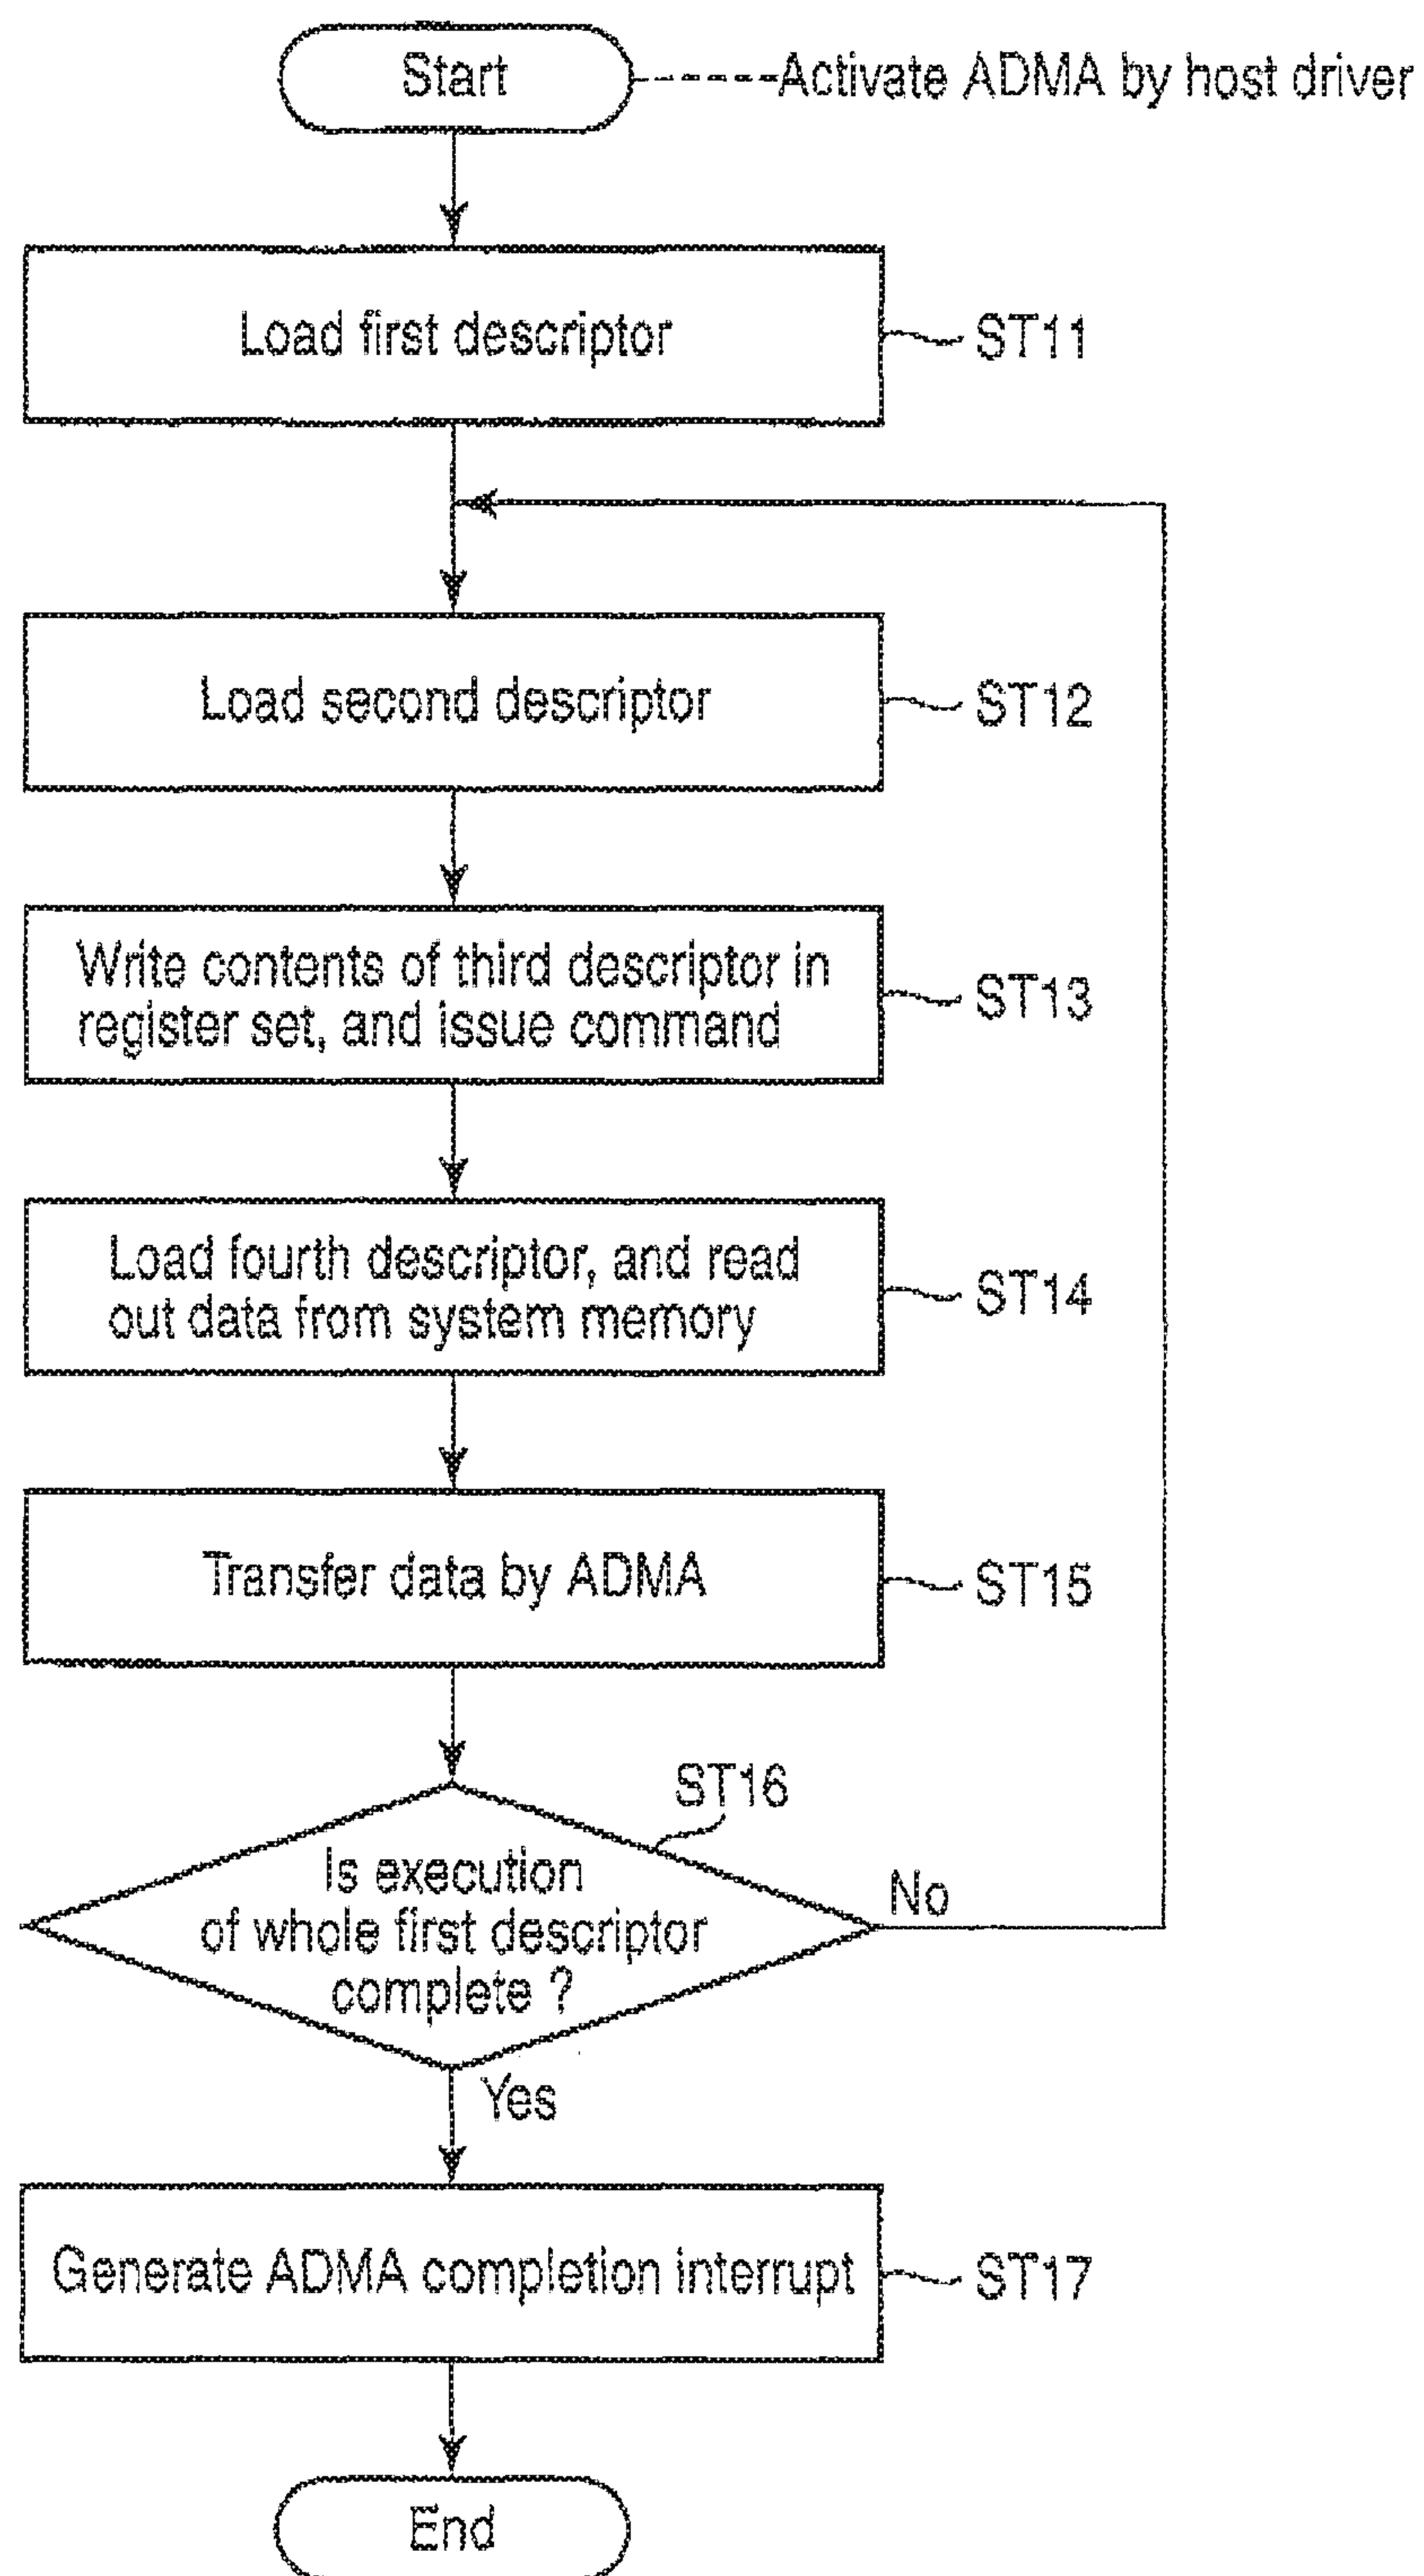 Start
Activate ADMA by host driver
Load first descriptor
ST11
Load second descriptor
ST12
Write contents of third descriptor in
register set, and issue command
ST13
Load fourth descriptor, and read
out data from system memory
ST14
Transfer data by ADMA
ST15
ST16
Is execution
of whole first descriptor
complete ?
No
Yes
Generate ADMA completion interrupt
ST17
End